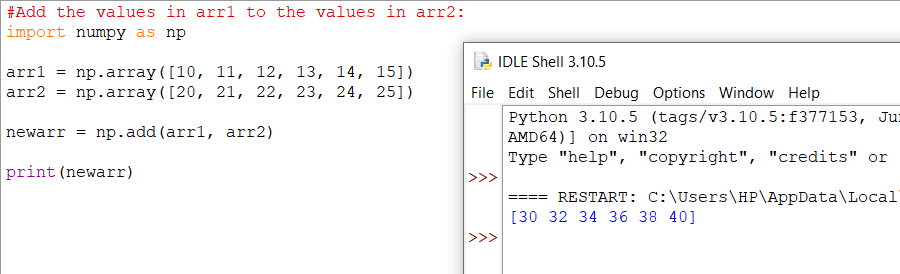 #Add the values in arr1 to the values in arr2:
import numpy as np
arr1 = np.array([10, 11, 12, 13, 14, 15])
arr2 = np.array([20, 21, 22, 23, 24, 25])
newarr = np.add(arr1, arr2)
print(newarr)
IDLE Shell 3.10.5
File Edit Shell Debug Options Window Help
Python 3.10.5 (tags/v3.10.5:f377153, Ju
AMD64)] on win32
Type "help", "copyright", "credits" or
>>>
==== RESTART: C:\Users\HP\AppData\Local
[30 32 34 36 38 40]
>>>